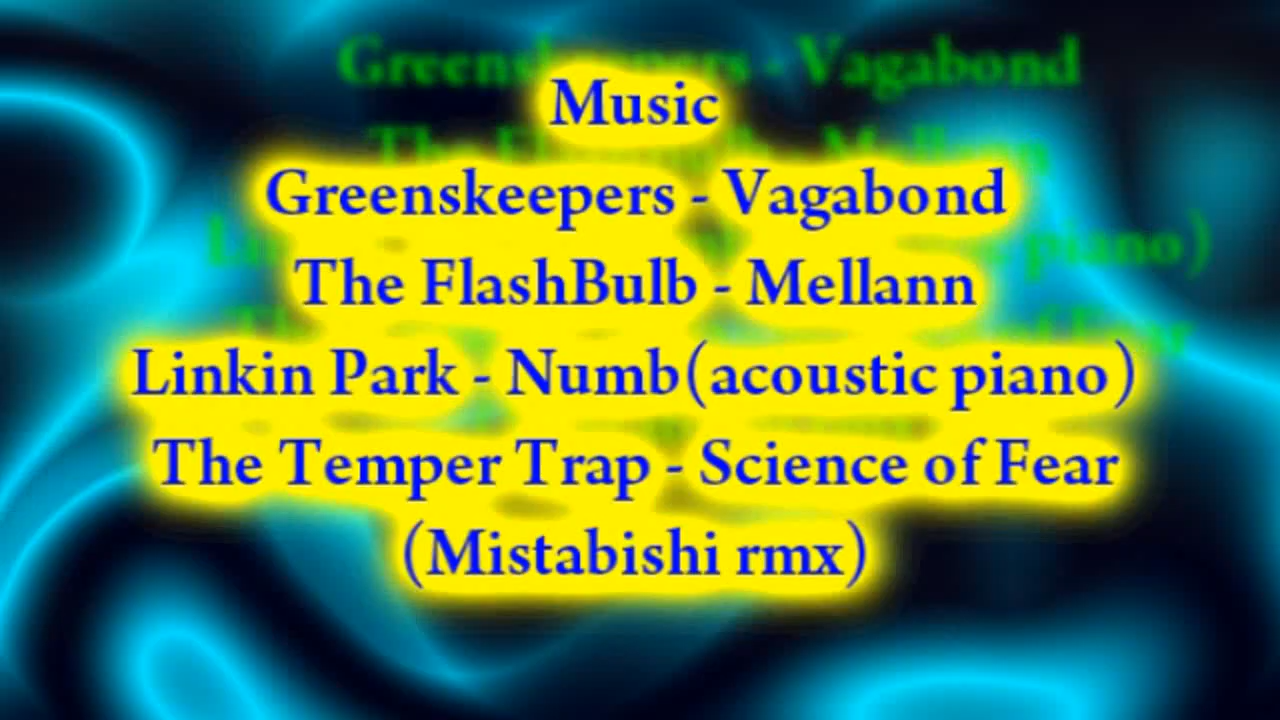 Music
Greenskeepers - Vagabond
The FlashBulb - Mellann
Linkin Park - Numb(acoustic piano)
The Temper Trap - Science of Fear
(Mistabishi rmx)